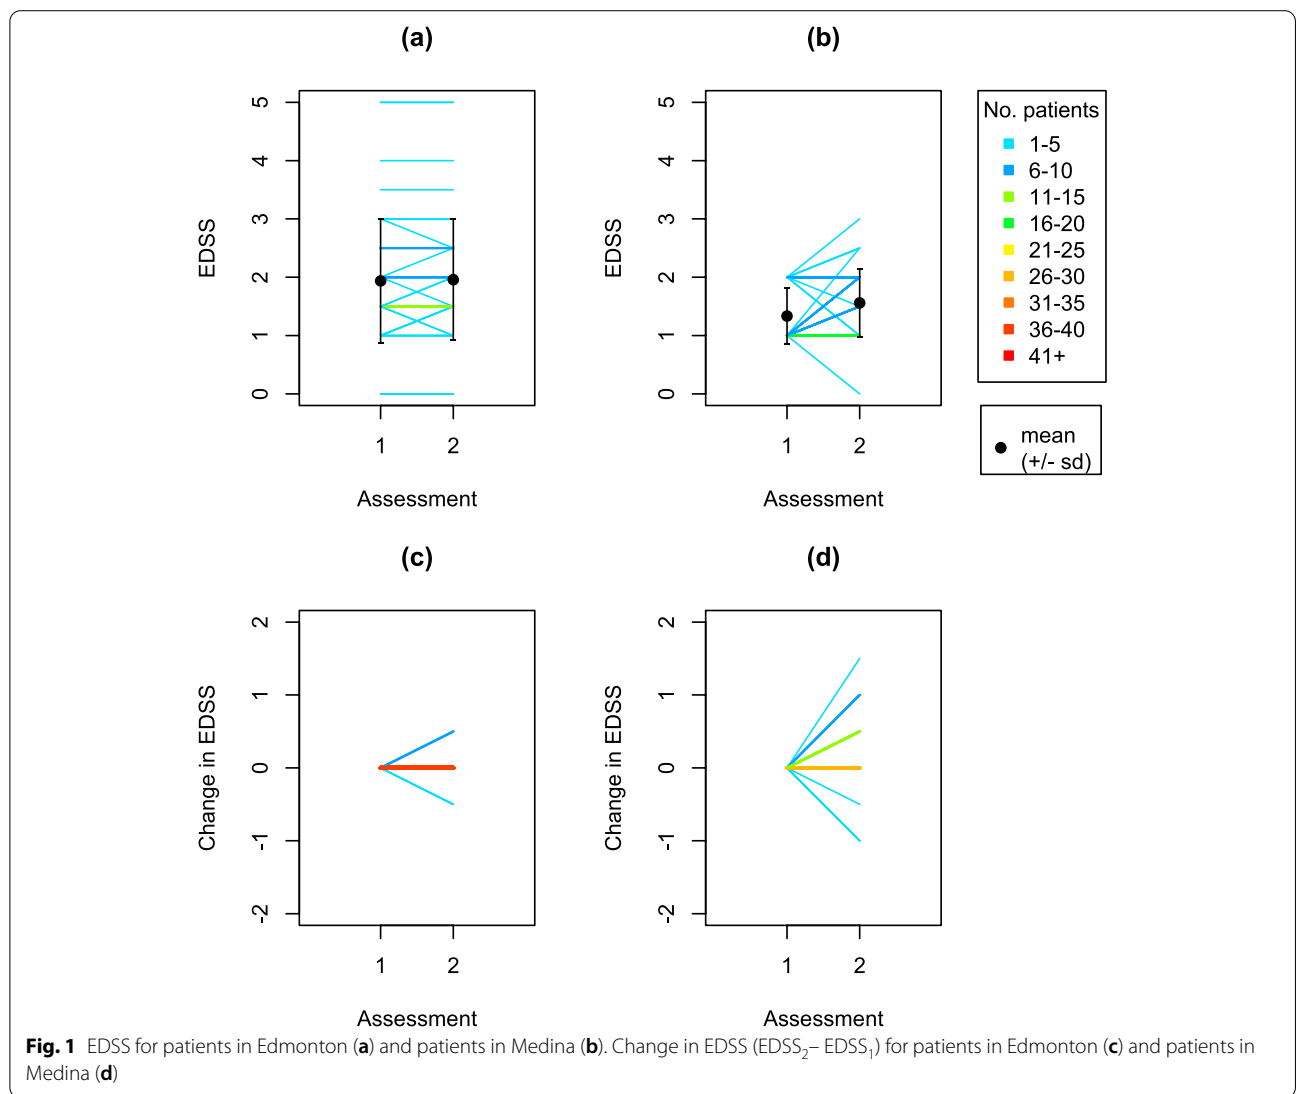 (a)
(b)
5
4
3
2
1
0
EDSS
1
2
Assessment
5
4
3
2
1
0
EDSS
1
2
Assessment
No. patients
1-5
6-10
11-15
16-20
21-25
26-30
31-35
36-40
41+
mean
(+/- sd)
(c)
(d)
2
1
0
-1
-2
Change in EDSS
1
2
Assessment
2
1
0
-1
-2
Change in EDSS
1
2
Assessment
Fig. 1 EDSS for patients in Edmonton (a) and patients in Medina (b). Change in EDSS (EDSS₂– EDSS₁) for patients in Edmonton (c) and patients in
Medina (d)